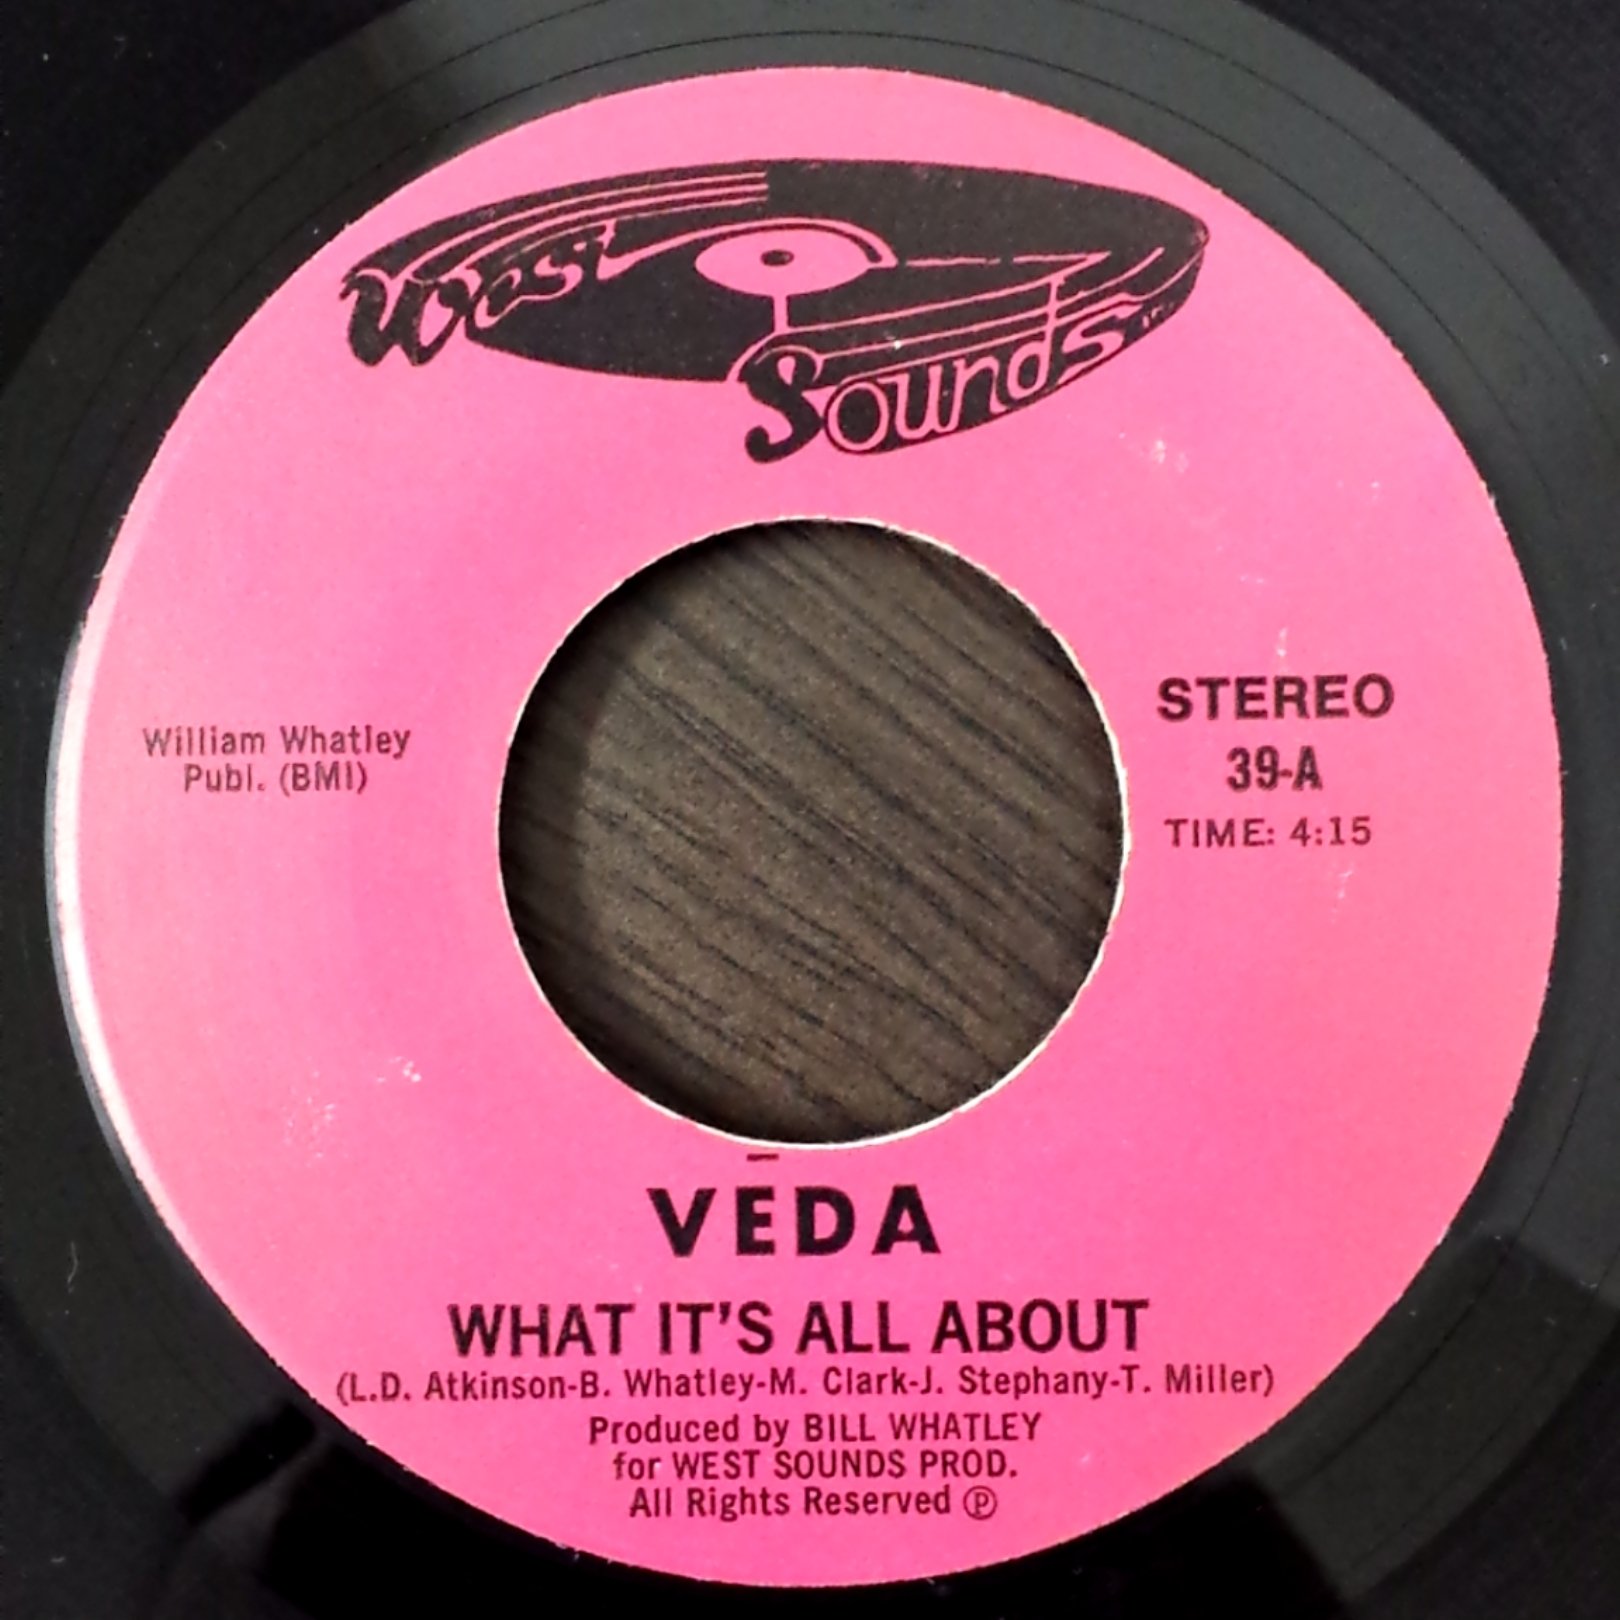 West
Sounds
William Whatley
Publ. (BMI)
STEREO
39-A
TIME: 4:15
VĒDA
WHAT IT'S ALL ABOUT
(L.D. Atkinson-B. Whatley-M. Clark-J. Stephany-T. Miller)
Produced by BILL WHATLEY
for WEST SOUNDS PROD.
All Rights Reserved Ⓟ